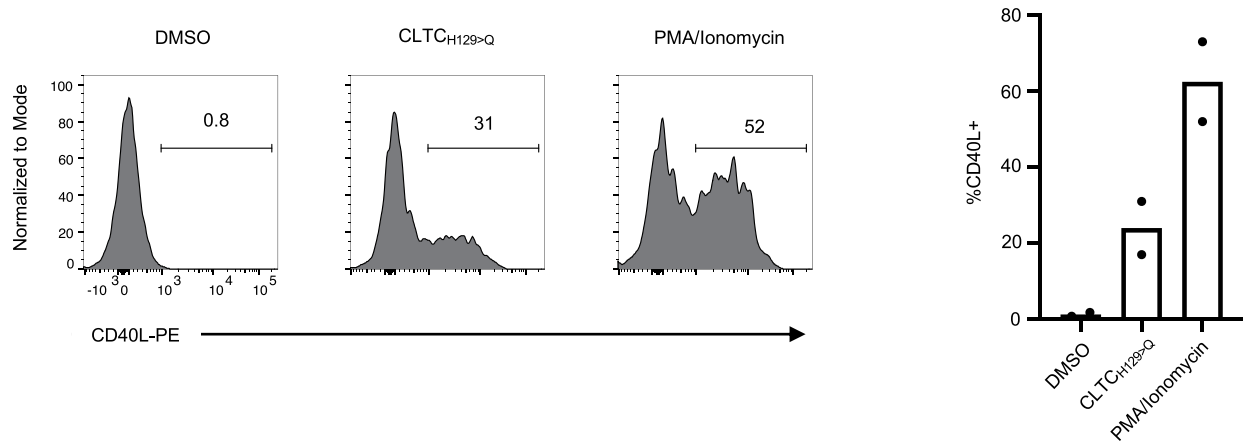 DMSO
CLTCH129>Q
PMA/Ionomycin
Normalized to Mode
100
80
60
40
20
0
0.8
31
52
-10 3 0 10 3 10 4 10 5
CD40L-PE
%CD40L+
80
60
40
20
0
DMSO
CLTCH129>Q
PMA/Ionomycin